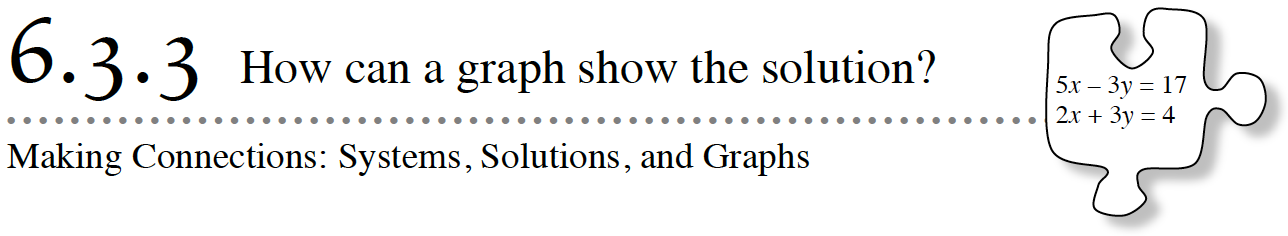 6.3.3 How can a graph show the solution?
5x – 3y = 17
2x + 3y = 4
Making Connections: Systems, Solutions, and Graphs